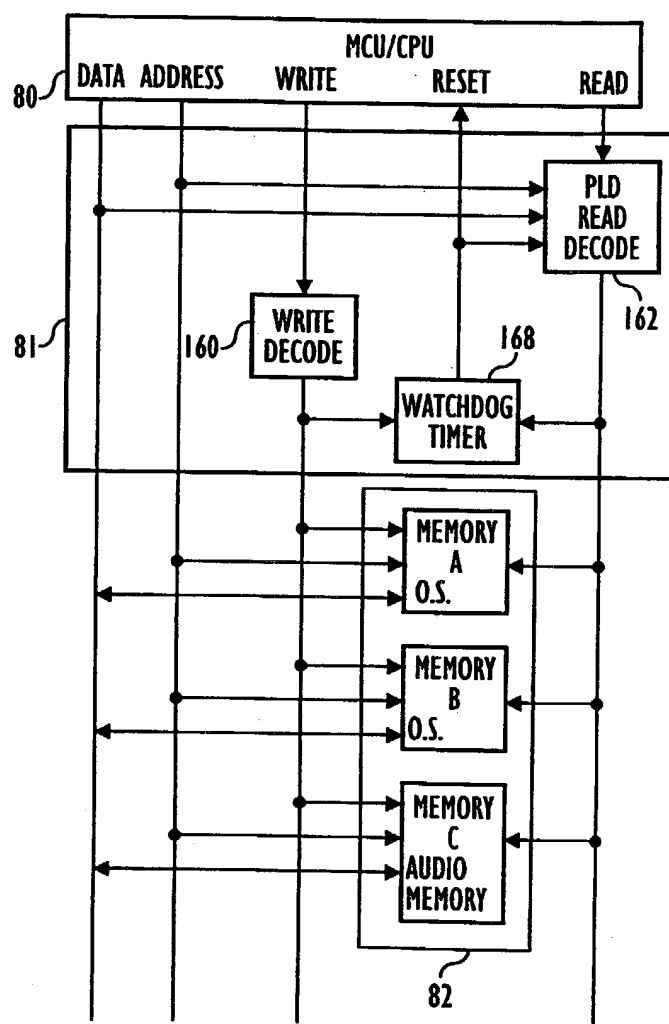 MCU/CPU
80
DATA ADDRESS WRITE RESET READ
PLD
READ
DECODE
162
81
160
WRITE
DECODE
168
WATCHDOG
TIMER
MEMORY
A
O.S.
MEMORY
B
O.S.
MEMORY
C
AUDIO
MEMORY
82